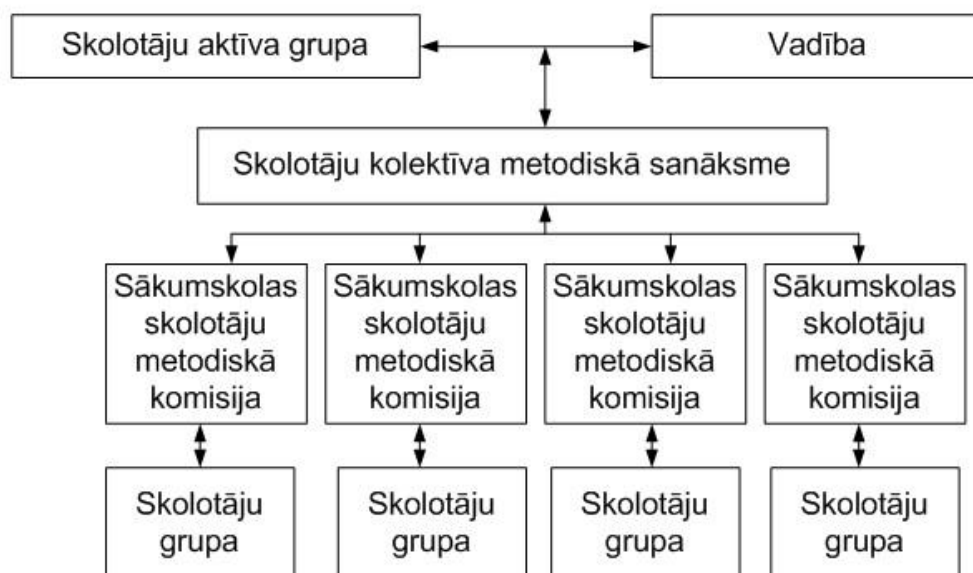 Skolotāju aktīva grupa
Vadība
Skolotāju kolektīva metodiskā sanāksme
Sākumskolas
skolotāju
metodiskā
komisija
Sākumskolas
skolotāju
metodiskā
komisija
Sākumskolas
skolotāju
metodiskā
komisija
Sākumskolas
skolotāju
metodiskā
komisija
Skolotāju
grupa
Skolotāju
grupa
Skolotāju
grupa
Skolotāju
grupa